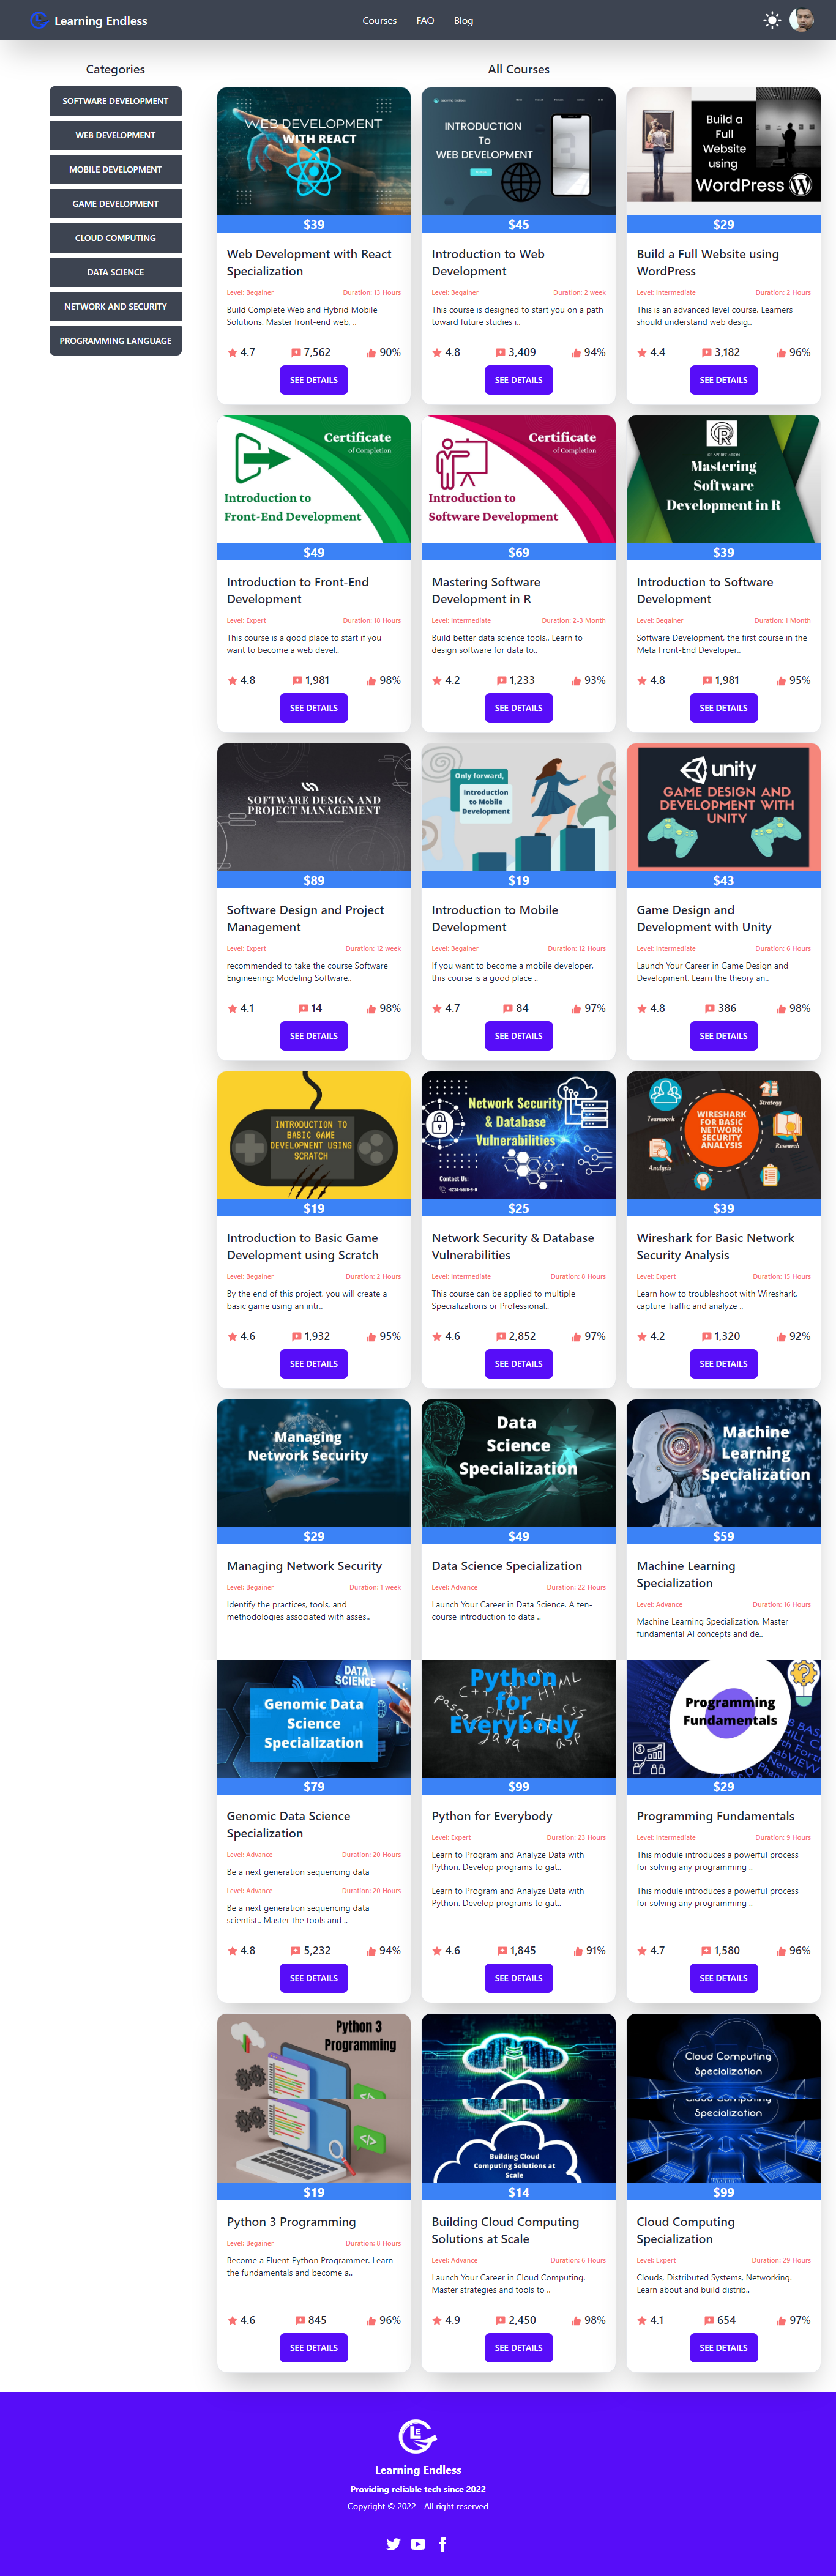 Learning Endless
Courses FAQ Blog
Categories
SOFTWARE DEVELOPMENT
WEB DEVELOPMENT
MOBILE DEVELOPMENT
GAME DEVELOPMENT
CLOUD COMPUTING
DATA SCIENCE
NETWORK AND SECURITY
PROGRAMMING LANGUAGE
All Courses
WEB DEVELOPMENT
WITH REACT
$39
Web Development with React
Specialization
Level: Begainer Duration: 13 Hours
Build Complete Web and Hybrid Mobile
Solutions. Master front-end web. ..
4.7 7,562 90%
SEE DETAILS
Learning Endless
INTRODUCTION
To
WEB DEVELOPMENT
$45
Introduction to Web
Development
Level: Begainer Duration: 2 week
This course is designed to start you on a path
toward future studies i..
4.8 3,409 94%
SEE DETAILS
Build a
Full
Website
using
WordPress
$29
Build a Full Website using
WordPress
Level: Intermediate Duration: 2 Hours
This is an advanced level course. Learners
should understand web desig..
4.4 3,182 96%
SEE DETAILS
Certificate
of Completion
Introduction to
Front-End Development
$49
Introduction to Front-End
Development
Level: Expert Duration: 18 Hours
This course is a good place to start if you
want to become a web devel..
4.8 1,981 98%
SEE DETAILS
Certificate
of Completion
Introduction to
Software Development
$69
Mastering Software
Development in R
Level: Intermediate Duration: 2-3 Month
Build better data science tools.. Learn to
design software for data to..
4.2 1,233 93%
SEE DETAILS
R
OF APPRECIATION
Mastering
Software
Development in R
$39
Introduction to Software
Development
Level: Begainer Duration: 1 Month
Software Development, the first course in the
Meta Front-End Developer..
4.8 1,981 95%
SEE DETAILS
SOFTWARE DESIGN AND
PROJECT MANAGEMENT
$89
Software Design and Project
Management
Level: Expert Duration: 12 week
recommended to take the course Software
Engineering: Modeling Software..
4.1 14 98%
SEE DETAILS
Only forward,
Introduction
to Mobile
Development
$19
Introduction to Mobile
Development
Level: Begainer Duration: 12 Hours
If you want to become a mobile developer,
this course is a good place ..
4.7 84 97%
SEE DETAILS
unity
GAME DESIGN AND
DEVELOPMENT WITH
UNITY
$43
Game Design and
Development with Unity
Level: Intermediate Duration: 6 Hours
Launch Your Career in Game Design and
Development. Learn the theory an..
4.8 386 98%
SEE DETAILS
INTRODUCTION TO
BASIC GAME
DEVELOPMENT USING
SCRATCH
$19
Introduction to Basic Game
Development using Scratch
Level: Begainer Duration: 2 Hours
By the end of this project, you will create a
basic game using an intr..
4.6 1,932 95%
SEE DETAILS
Network Security
& Database
Vulnerabilities
Contact Us:
$25
Network Security & Database
Vulnerabilities
Level: Intermediate Duration: 8 Hours
This course can be applied to multiple
Specializations or Professional..
4.6 2,852 97%
SEE DETAILS
Strategy
Teamwork
WIRESHARK
FOR BASIC
NETWORK
SECURITY
ANALYSIS
Research
Analysis
$39
Wireshark for Basic Network
Security Analysis
Level: Expert Duration: 15 Hours
Learn how to troubleshoot with Wireshark,
capture Traffic and analyze ..
4.2 1,320 92%
SEE DETAILS
Managing
Network Security
$29
Managing Network Security
Level: Begainer Duration: 1 week
Identify the practices, tools, and
methodologies associated with asses..
Data
Science
Specialization
$49
Data Science Specialization
Level: Advance Duration: 22 Hours
Launch Your Career in Data Science. A ten-
course introduction to data ..
Machine
Learning
Specialization
$59
Machine Learning
Specialization
Level: Advance Duration: 16 Hours
Machine Learning Specialization. Master
fundamental AI concepts and de..
DATA
SCIENCE
Genomic Data
Science
Specialization
$79
Genomic Data Science
Specialization
Level: Advance Duration: 20 Hours
Be a next generation sequencing data
Level: Advance Duration: 20 Hours
Be a next generation sequencing data
scientist.. Master the tools and ..
4.8 5,232 94%
SEE DETAILS
Python
for
Everybody
$99
Python for Everybody
Level: Expert Duration: 23 Hours
Learn to Program and Analyze Data with
Python. Develop programs to gat..
Learn to Program and Analyze Data with
Python. Develop programs to gat..
4.6 1,845 91%
SEE DETAILS
Programming
Fundamentals
$29
Programming Fundamentals
Level: Intermediate Duration: 9 Hours
This module introduces a powerful process
for solving any programming ..
This module introduces a powerful process
for solving any programming ..
4.7 1,580 96%
SEE DETAILS
Python 3
Programming
$19
Python 3 Programming
Level: Begainer Duration: 8 Hours
Become a Fluent Python Programmer. Learn
the fundamentals and become a..
4.6 845 96%
SEE DETAILS
Building Cloud
Computing Solutions at
Scale
$14
Building Cloud Computing
Solutions at Scale
Level: Advance Duration: 6 Hours
Launch Your Career in Cloud Computing.
Master strategies and tools to ..
4.9 2,450 98%
SEE DETAILS
Cloud Computing
Specialization
Specialization
$99
Cloud Computing
Specialization
Level: Expert Duration: 29 Hours
Clouds, Distributed Systems, Networking.
Learn about and build distrib..
4.1 654 97%
SEE DETAILS
LE
Learning Endless
Providing reliable tech since 2022
Copyright © 2022 - All right reserved